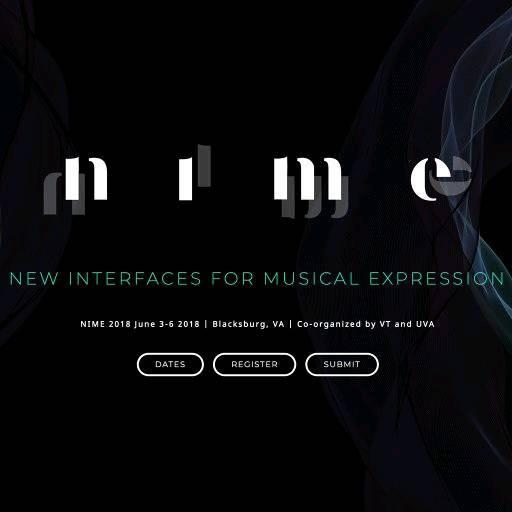 nime
NEW INTERFACES FOR MUSICAL EXPRESSION
NIME 2018 June 3-6 2018 | Blacksburg, VA | Co-organized by VT and UVA
DATES REGISTER SUBMIT